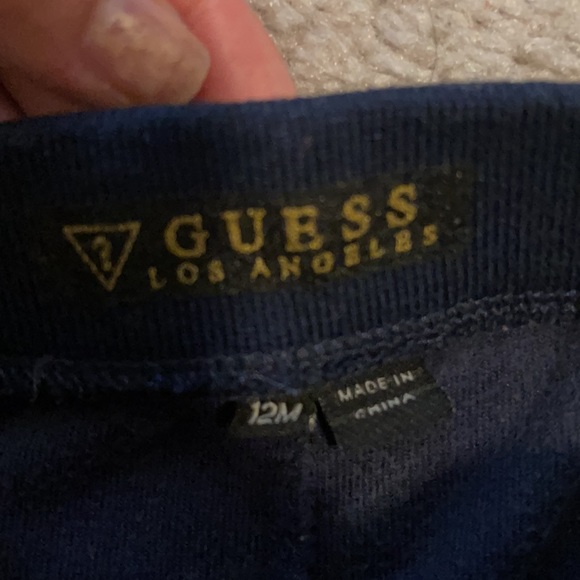 ? GUESS
LOS ANGELES
12M
MADE IN
CHINA